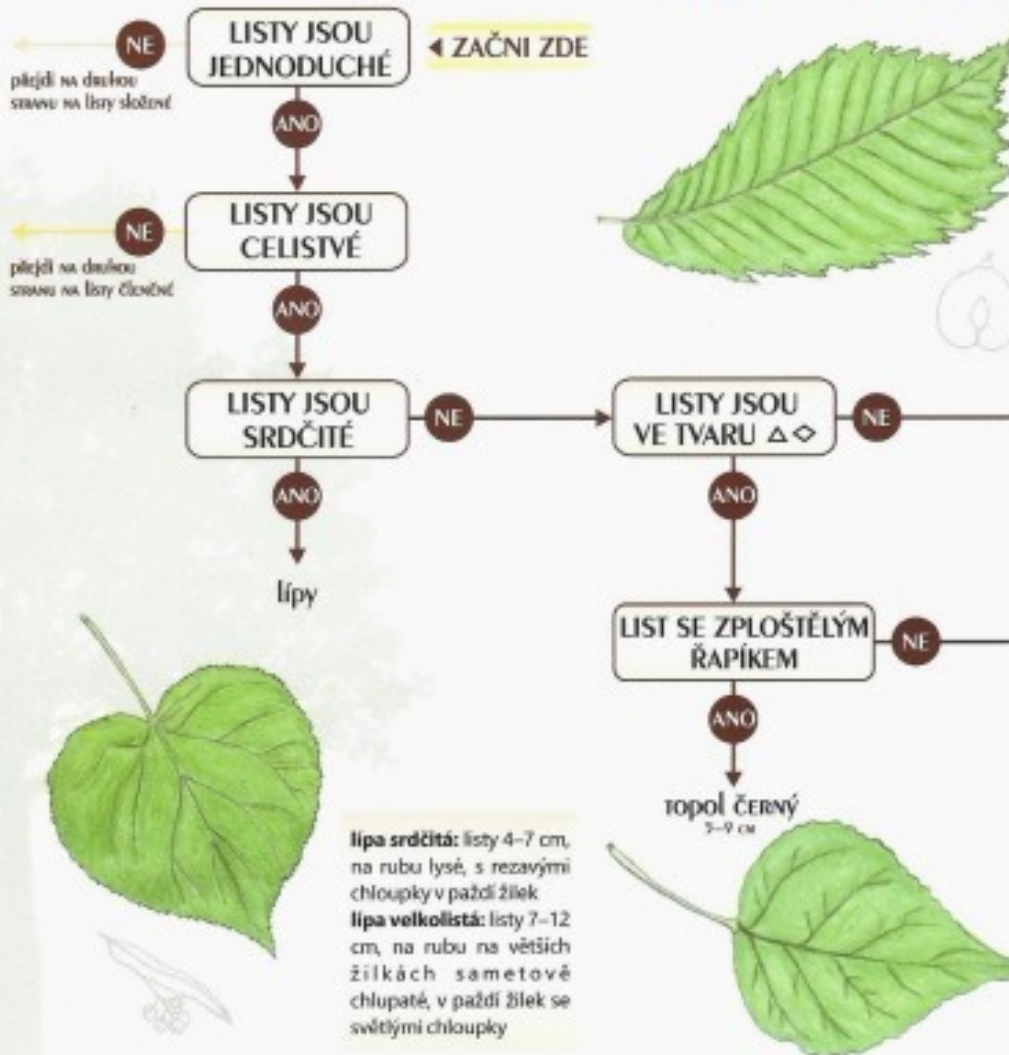 LISTY JSOU
JEDNODUCHÉ
◄ ZAČNI ZDE
NE
přejdi na druhou
stranu na listy složené
ANO
LISTY JSOU
CELISTVÉ
NE
přejdi na druhou
stranu na listy členěné
ANO
LISTY JSOU
SRDČITÉ
NE
LISTY JSOU
VE TVARU △◇
NE
ANO
lípy
ANO
LIST SE ZPLOŠTĚLÝM
ŘAPÍKEM
NE
ANO
TOPOL ČERNÝ
5–9 cm
lípa srdčitá: listy 4–7 cm,
na rubu lysé, s rezavými
chloupky v paždí žilek
lípa velkolistá: listy 7–12
cm, na rubu na větších
žilkách sametově
chlupaté, v paždí žilek se
světlými chloupky